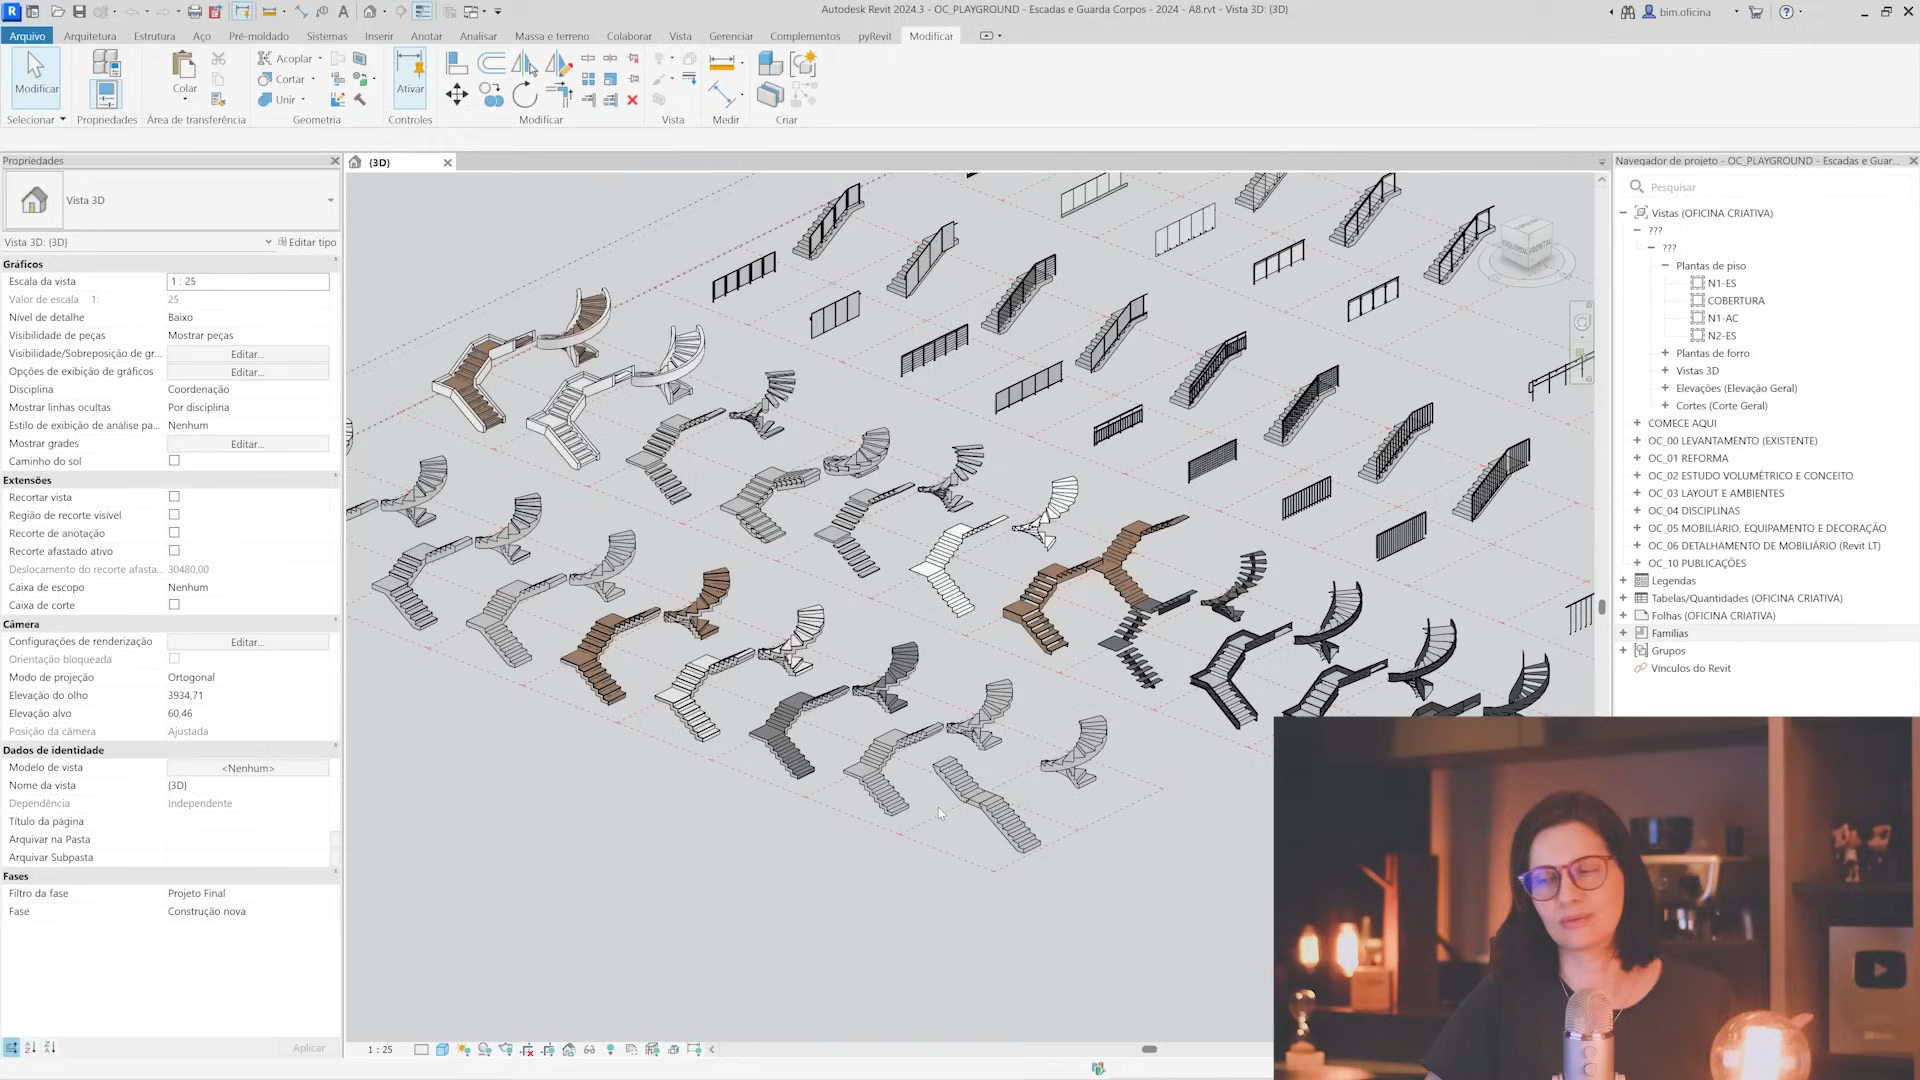 Autodesk Revit 2024.3 - OC_PLAYGROUND - Escadas e Guarda Corpos - 2024 - A8.rvt - Vista 3D: {3D}
bim.oficina
Arquivo Arquitetura Estrutura Aço Pré-moldado Sistemas Inserir Anotar Analisar Massa e terreno Colaborar Vista Gerenciar Complementos pyRevit Modificar
Modificar
Colar
Acoplar
Cortar
Unir
Ativar
Selecionar Propriedades Área de transferência Geometria Controles Modificar Vista Medir Criar
Propriedades
Vista 3D
Vista 3D: {3D} Editar tipo
Gráficos
Escala da vista 1 : 25
Valor de escala 1: 25
Nível de detalhe Baixo
Visibilidade de peças Mostrar peças
Visibilidade/Sobreposição de gr... Editar...
Opções de exibição de gráficos Editar...
Disciplina Coordenação
Mostrar linhas ocultas Por disciplina
Estilo de exibição de análise pa... Nenhum
Mostrar grades Editar...
Caminho do sol
Extensões
Recortar vista
Região de recorte visível
Recorte de anotação
Recorte afastado ativo
Deslocamento do recorte afasta... 30480,00
Caixa de escopo Nenhum
Caixa de corte
Câmera
Configurações de renderização Editar...
Orientação bloqueada
Modo de projeção Ortogonal
Elevação do olho 3934,71
Elevação alvo 60,46
Posição da câmera Ajustada
Dados de identidade
Modelo de vista <Nenhum>
Nome da vista {3D}
Dependência Independente
Título da página
Arquivar na Pasta
Arquivar Subpasta
Fases
Filtro da fase Projeto Final
Fase Construção nova
Aplicar
{3D}
ESQUERDA
FRONTAL
1 : 25
Navegador de projeto - OC_PLAYGROUND - Escadas e Guar...
Pesquisar
Vistas (OFICINA CRIATIVA)
???
???
Plantas de piso
N1-ES
COBERTURA
N1-AC
N2-ES
Plantas de forro
Vistas 3D
Elevações (Elevação Geral)
Cortes (Corte Geral)
COMECE AQUI
OC_00 LEVANTAMENTO (EXISTENTE)
OC_01 REFORMA
OC_02 ESTUDO VOLUMÉTRICO E CONCEITO
OC_03 LAYOUT E AMBIENTES
OC_04 DISCIPLINAS
OC_05 MOBILIÁRIO, EQUIPAMENTO E DECORAÇÃO
OC_06 DETALHAMENTO DE MOBILIÁRIO (Revit LT)
OC_10 PUBLICAÇÕES
Legendas
Tabelas/Quantidades (OFICINA CRIATIVA)
Folhas (OFICINA CRIATIVA)
Famílias
Grupos
Vínculos do Revit